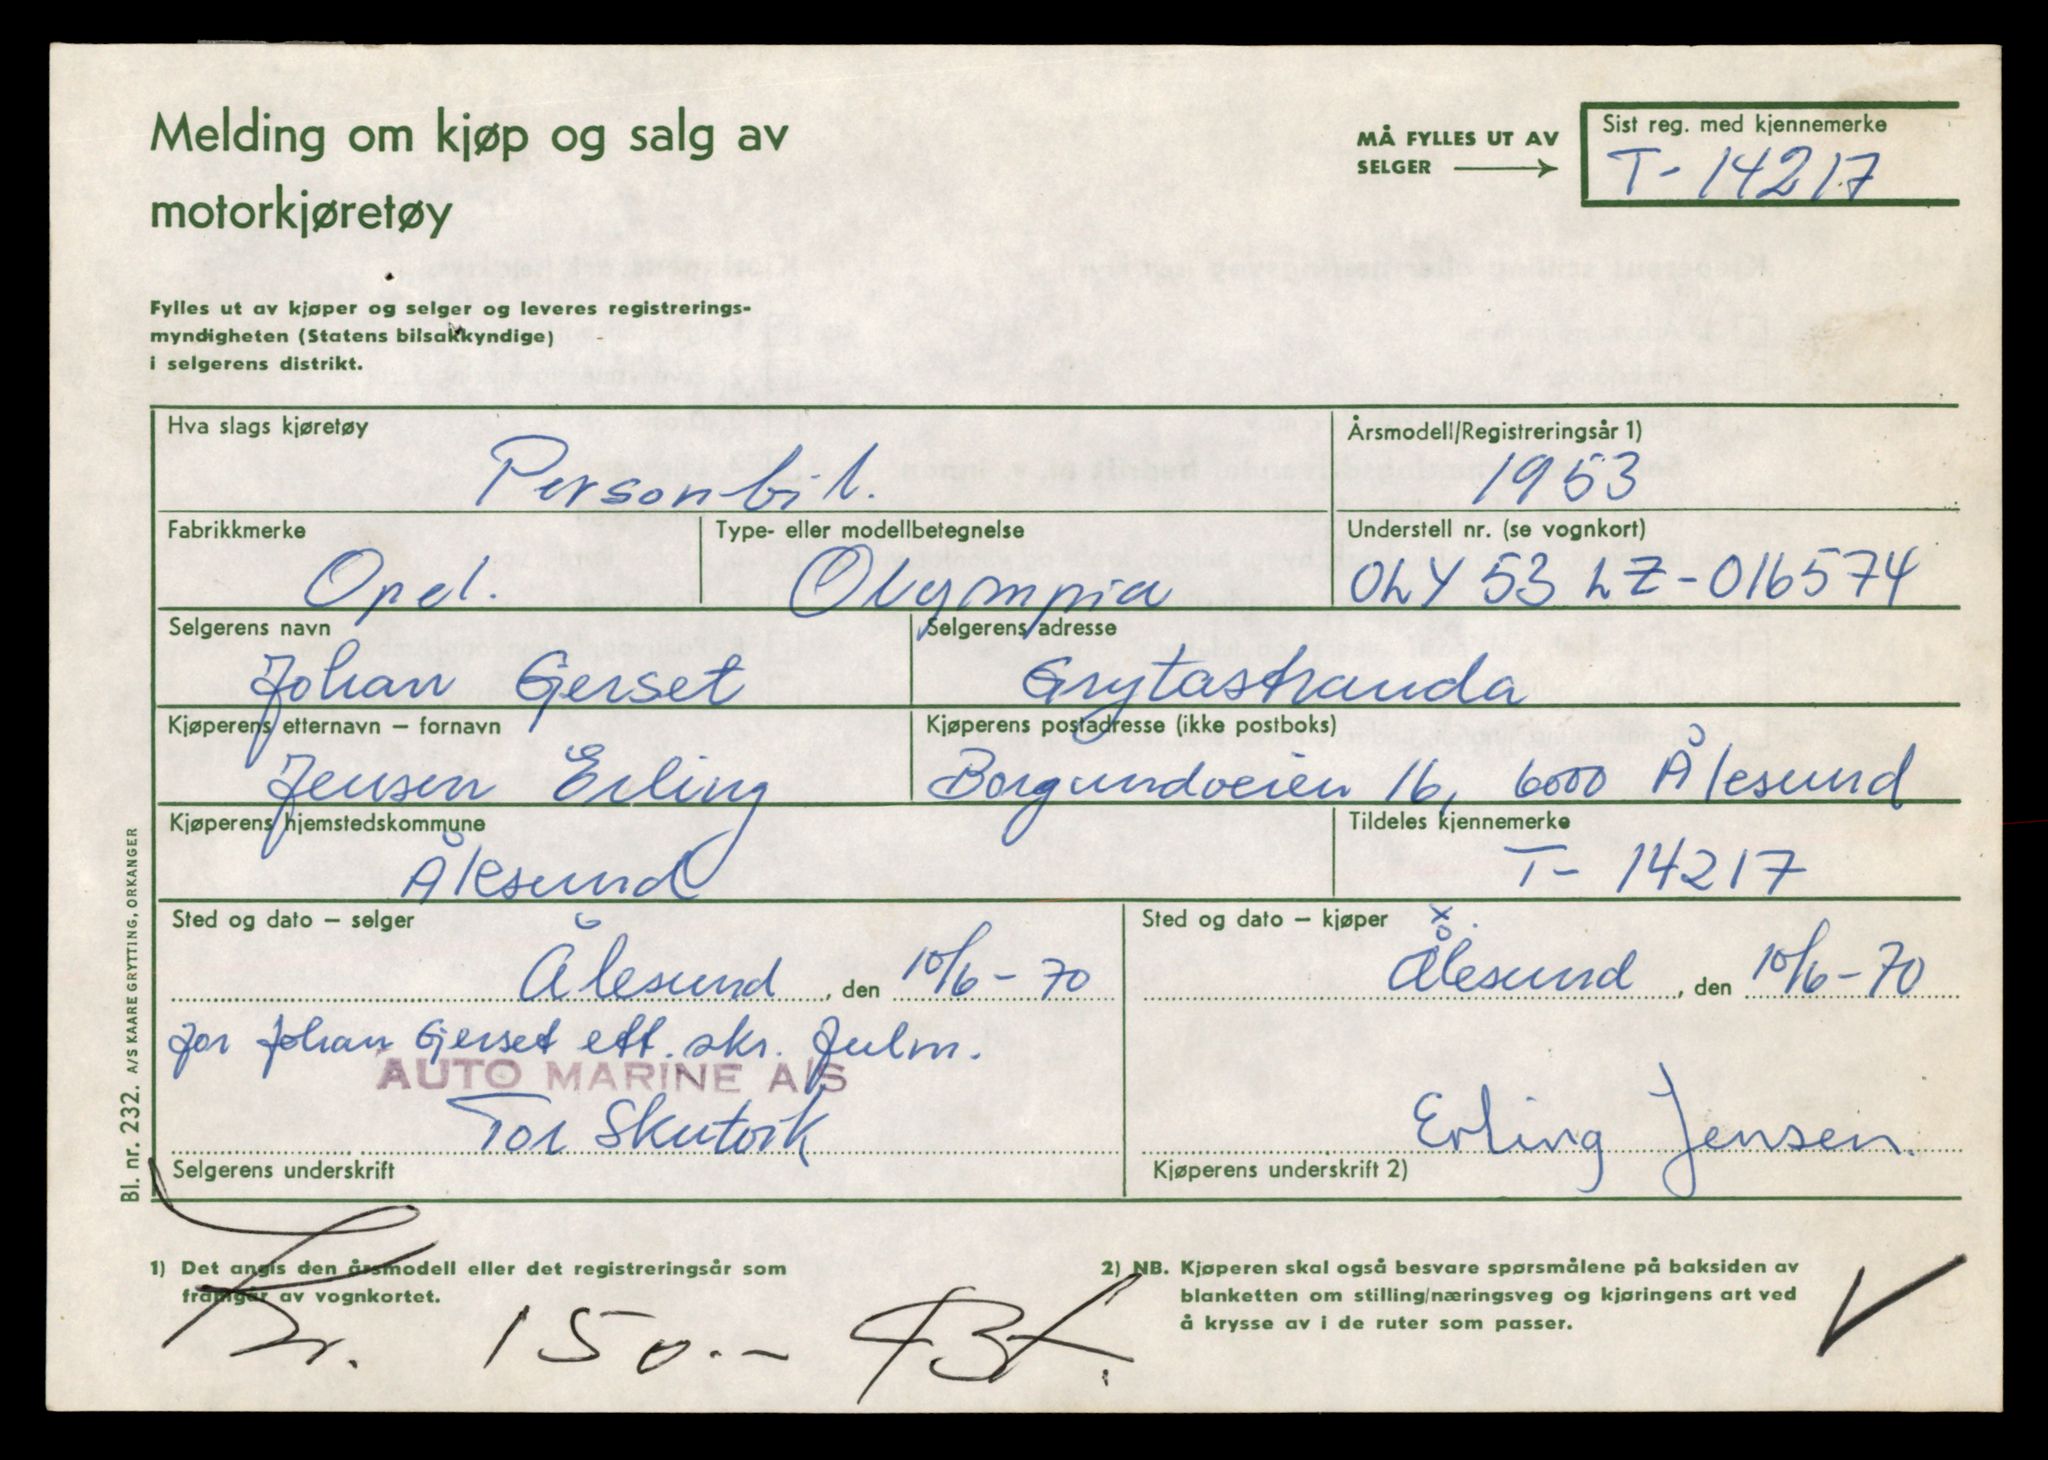 Melding om kjøp og salg av
motorkjøretøy
MÅ FYLLES UT AV
SELGER
Sist reg. med kjennemerke
T-14217
Fylles ut av kjøper og selger og leveres registrerings-
myndigheten (Statens bilsakkyndige)
i selgerens distrikt.
Hva slags kjøretøy
Personbil.
Årsmodell/Registreringsår 1)
1953
Fabrikkmerke
Opel.
Type- eller modellbetegnelse
Olympia
Understell nr. (se vognkort)
OLY 53 LZ-016574
Selgerens navn
Johan Gjerset
Selgerens adresse
Grytastranda
Kjøperens etternavn – fornavn
Jensen Erling
Kjøperens postadresse (ikke postboks)
Borgundveien 16, 6000 Ålesund
Kjøperens hjemstedskommune
Ålesund
Tildeles kjennemerke
T- 14217
Sted og dato – selger
Ålesund, den 10/6-70
for Johan Gjerset ett. skr. fulm.
AUTO MARINE A/S
Tor Skutvik
Selgerens underskrift
Sted og dato – kjøper
x
Ålesund, den 10/6-70
Erling Jensen.
Kjøperens underskrift 2)
Bl. nr. 232. A/S KAARE GRYTTING, ORKANGER
1) Det angis den årsmodell eller det registreringsår som
framgår av vognkortet.
2) NB. Kjøperen skal også besvare spørsmålene på baksiden av
blanketten om stilling/næringsveg og kjøringens art ved
å krysse av i de ruter som passer.
Kr. 150.-